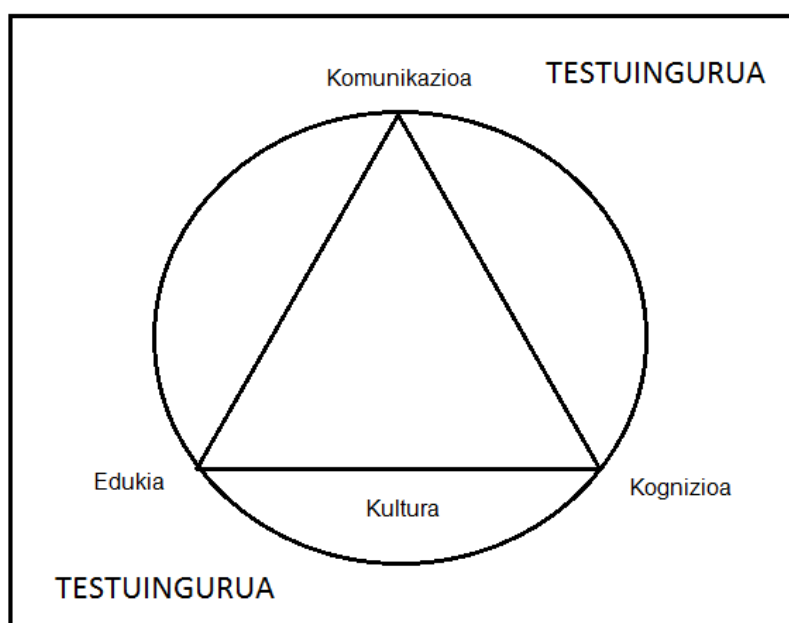 Komunikazioa
TESTUINGURUA
Edukia
Kultura
Kognizioa
TESTUINGURUA